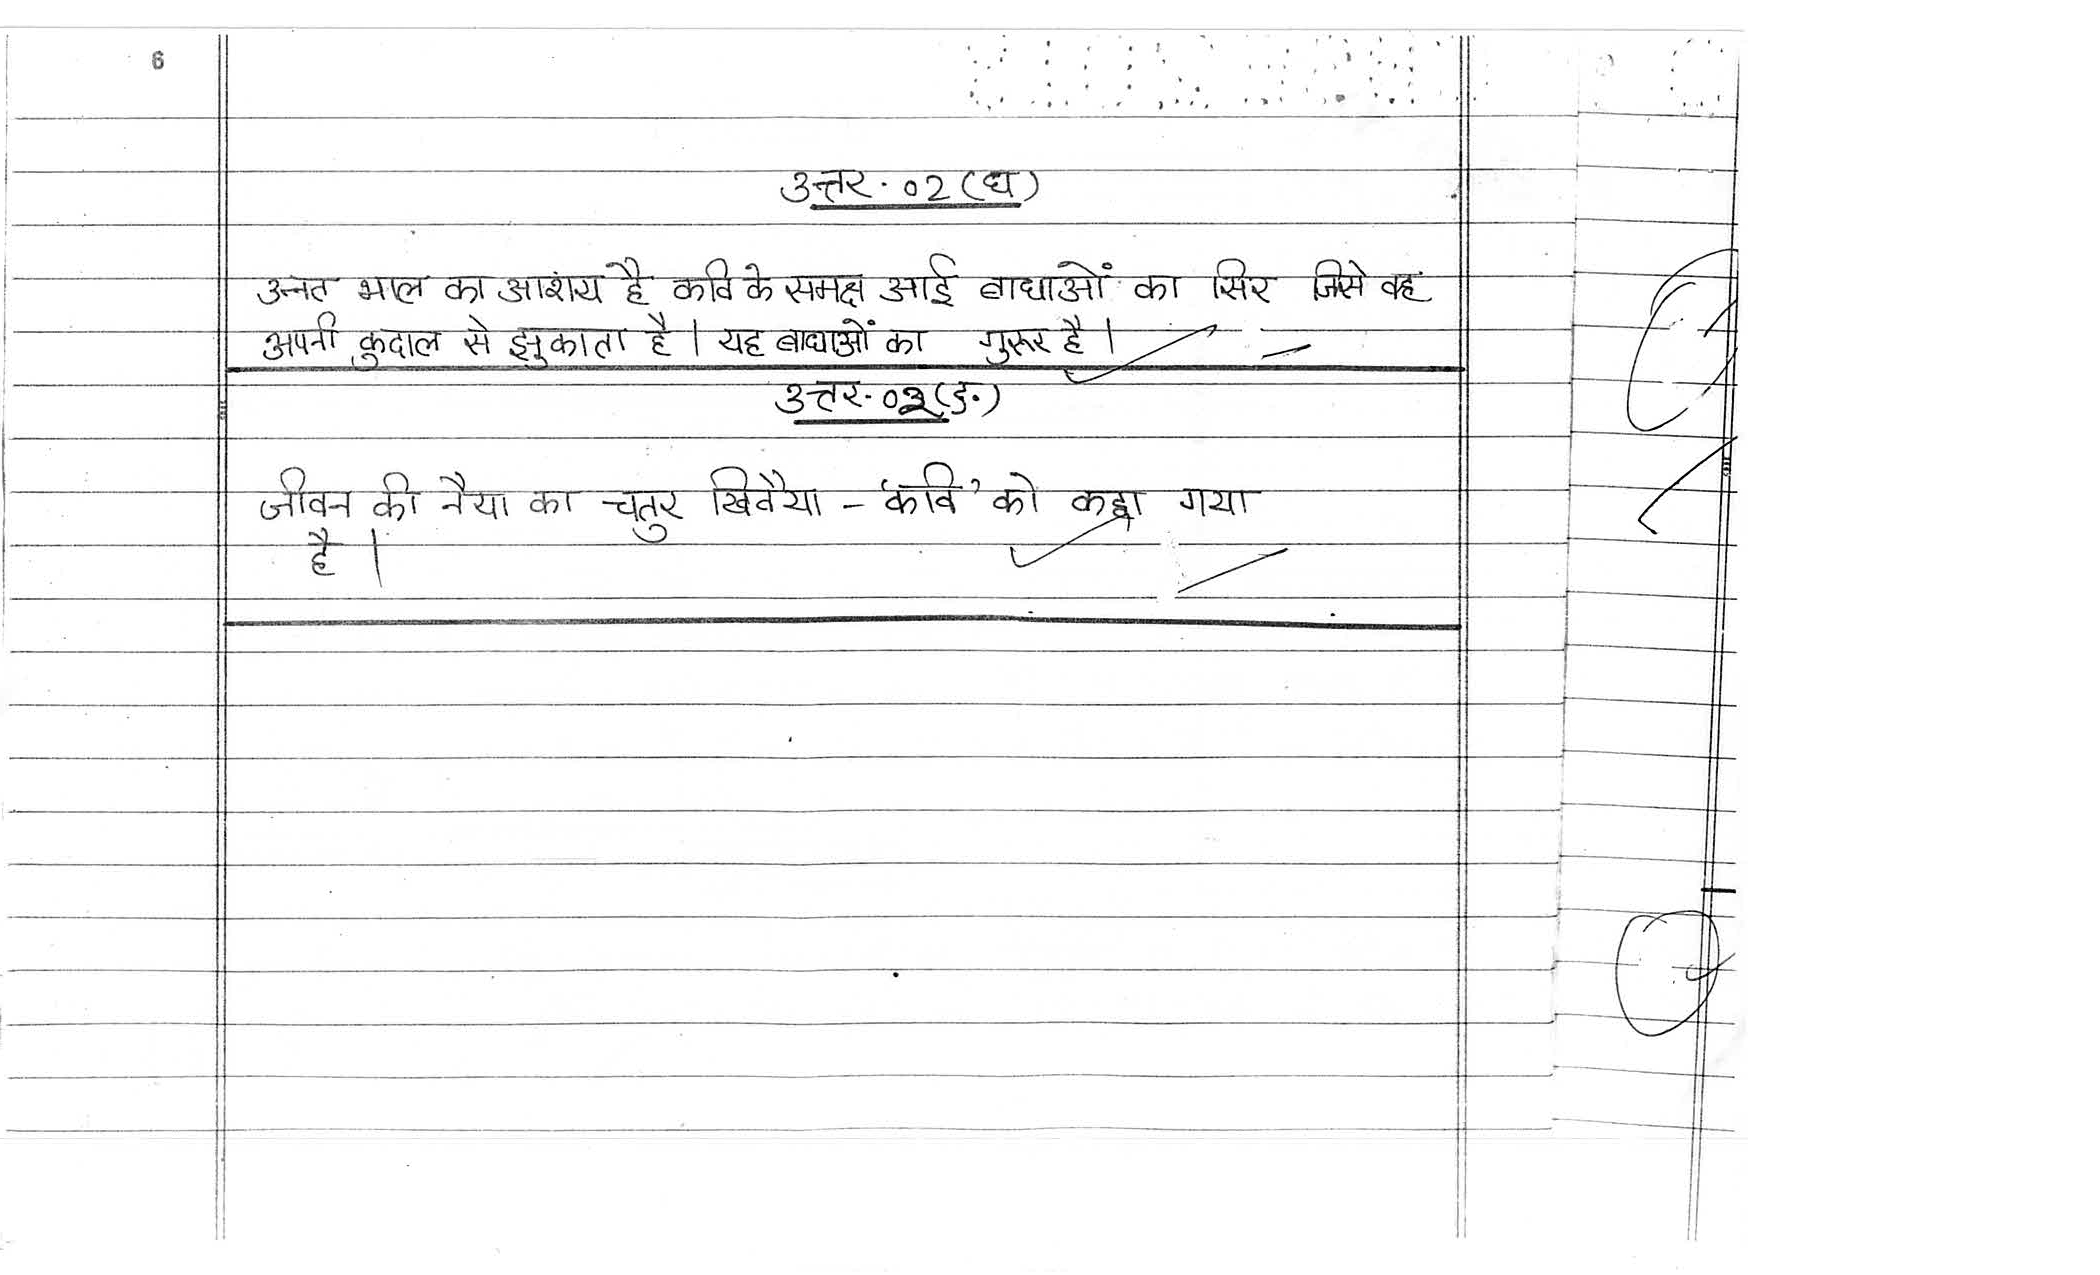 6
उत्तर. 02 (घ)
उन्नत भाल का आशय है कवि के समक्ष आई बाधाओं का सिर जिसे वह
अपनी कुदाल से झुकाता है। यह बाधाओं का गुरूर है।
उत्तर. 02 (ङ)
जीवन की नैया का चतुर खिवैया – 'कवि' को कहा गया
है।